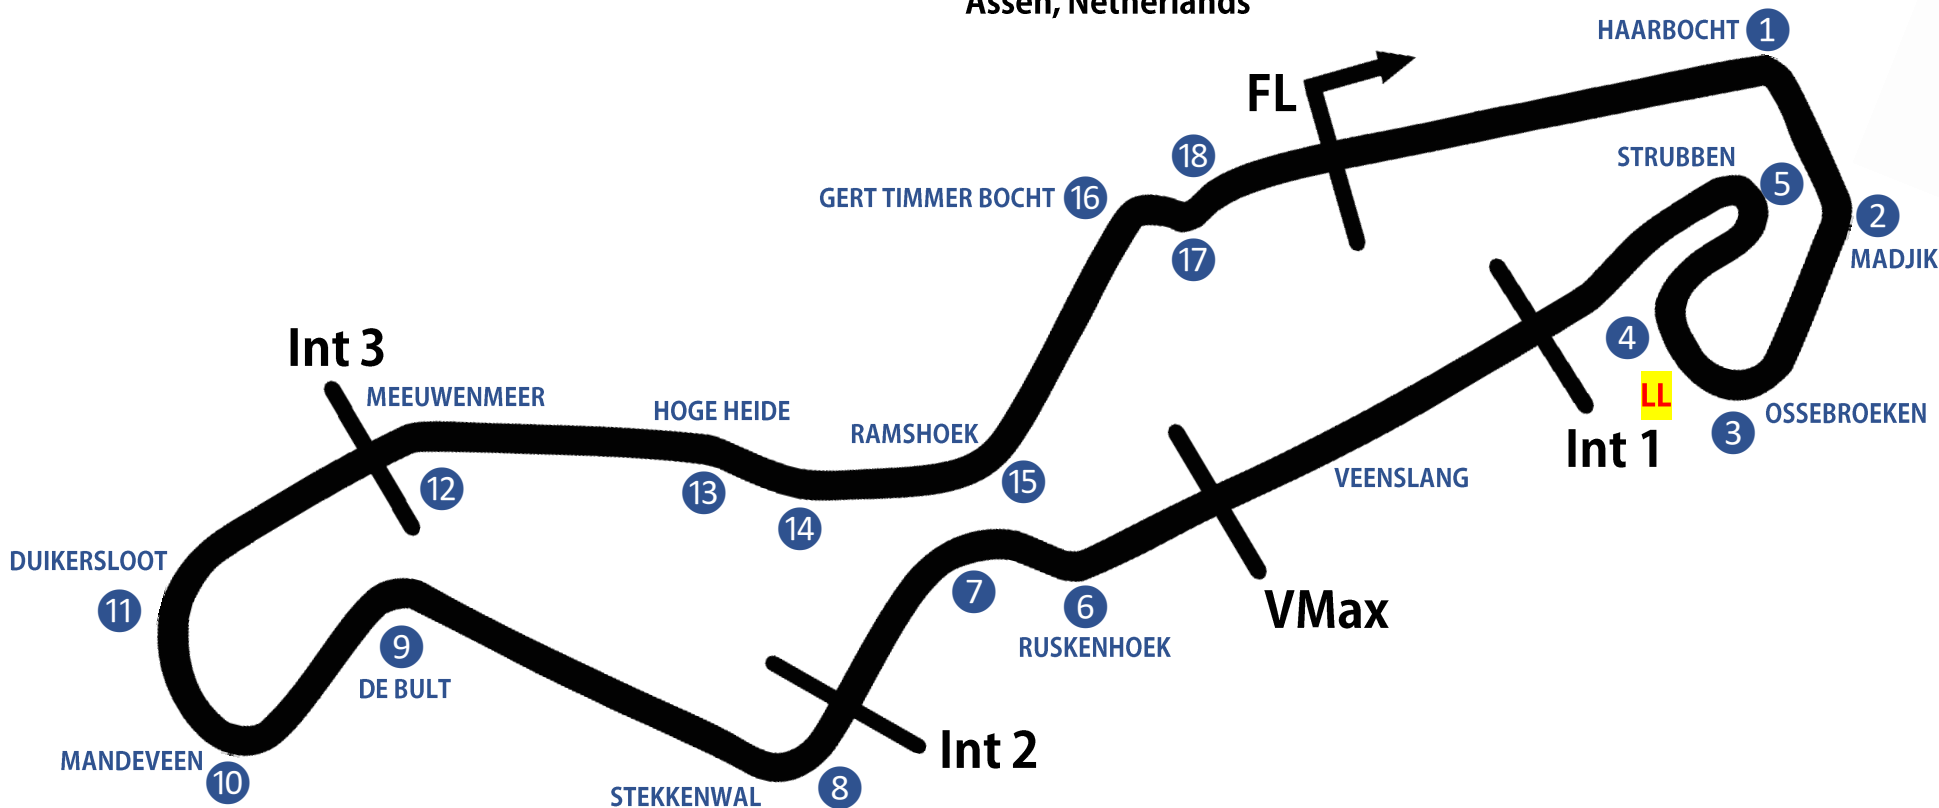 Assen, Netherlands
HAARBOCHT 1
FL
STRUBBEN
5
18
GERT TIMMER BOCHT 16
2
17
MADJIK
Int 3
4
MEEUWENMEER
LL
HOGE HEIDE
OSSEBROEKEN
RAMSHOEK
3
Int 1
15
VEENSLANG
12
13
14
DUIKERSLOOT
11
7
6
VMax
RUSKENHOEK
9
DE BULT
Int 2
MANDEVEEN
10
8
STEKKENWAL